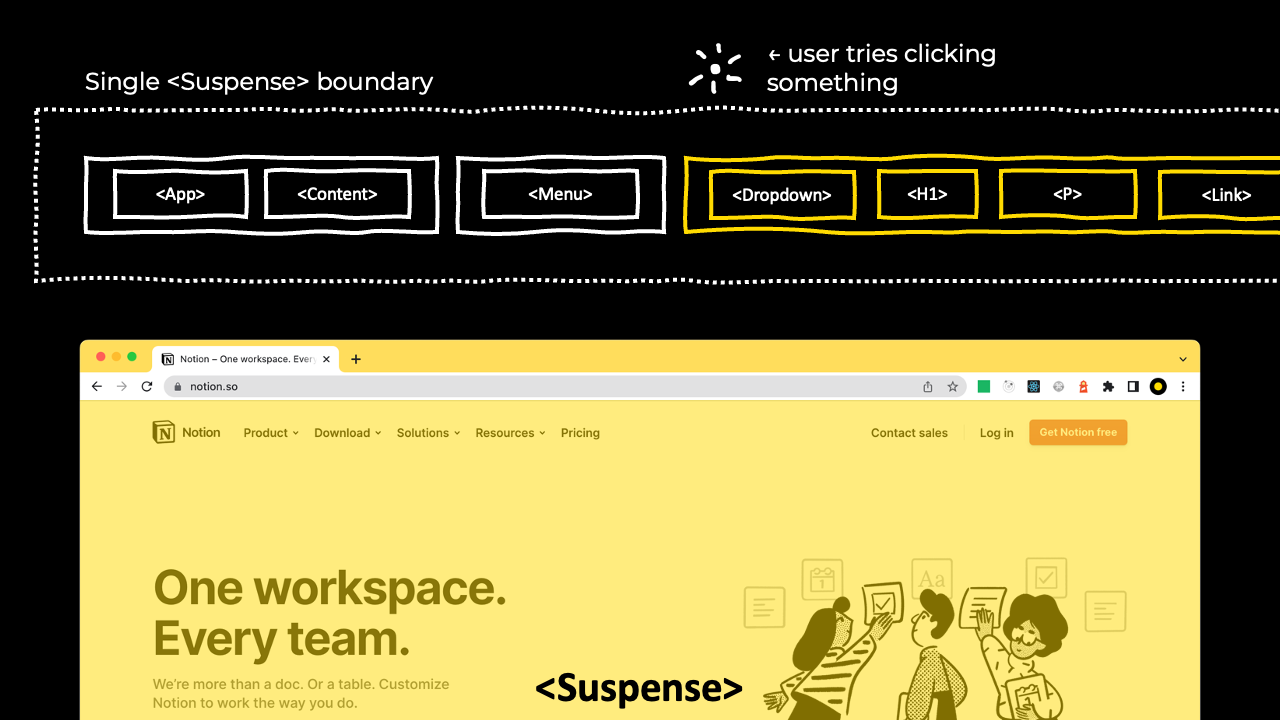 Single <Suspense> boundary
← user tries clicking
something
<App>
<Content>
<Menu>
<Dropdown>
<H1>
<P>
<Link>
Notion – One workspace. Every
notion.so
Notion
Product
Download
Solutions
Resources
Pricing
Contact sales
Log in
Get Notion free
1
Aa
One workspace.
Every team.
We’re more than a doc. Or a table. Customize
Notion to work the way you do.
<Suspense>